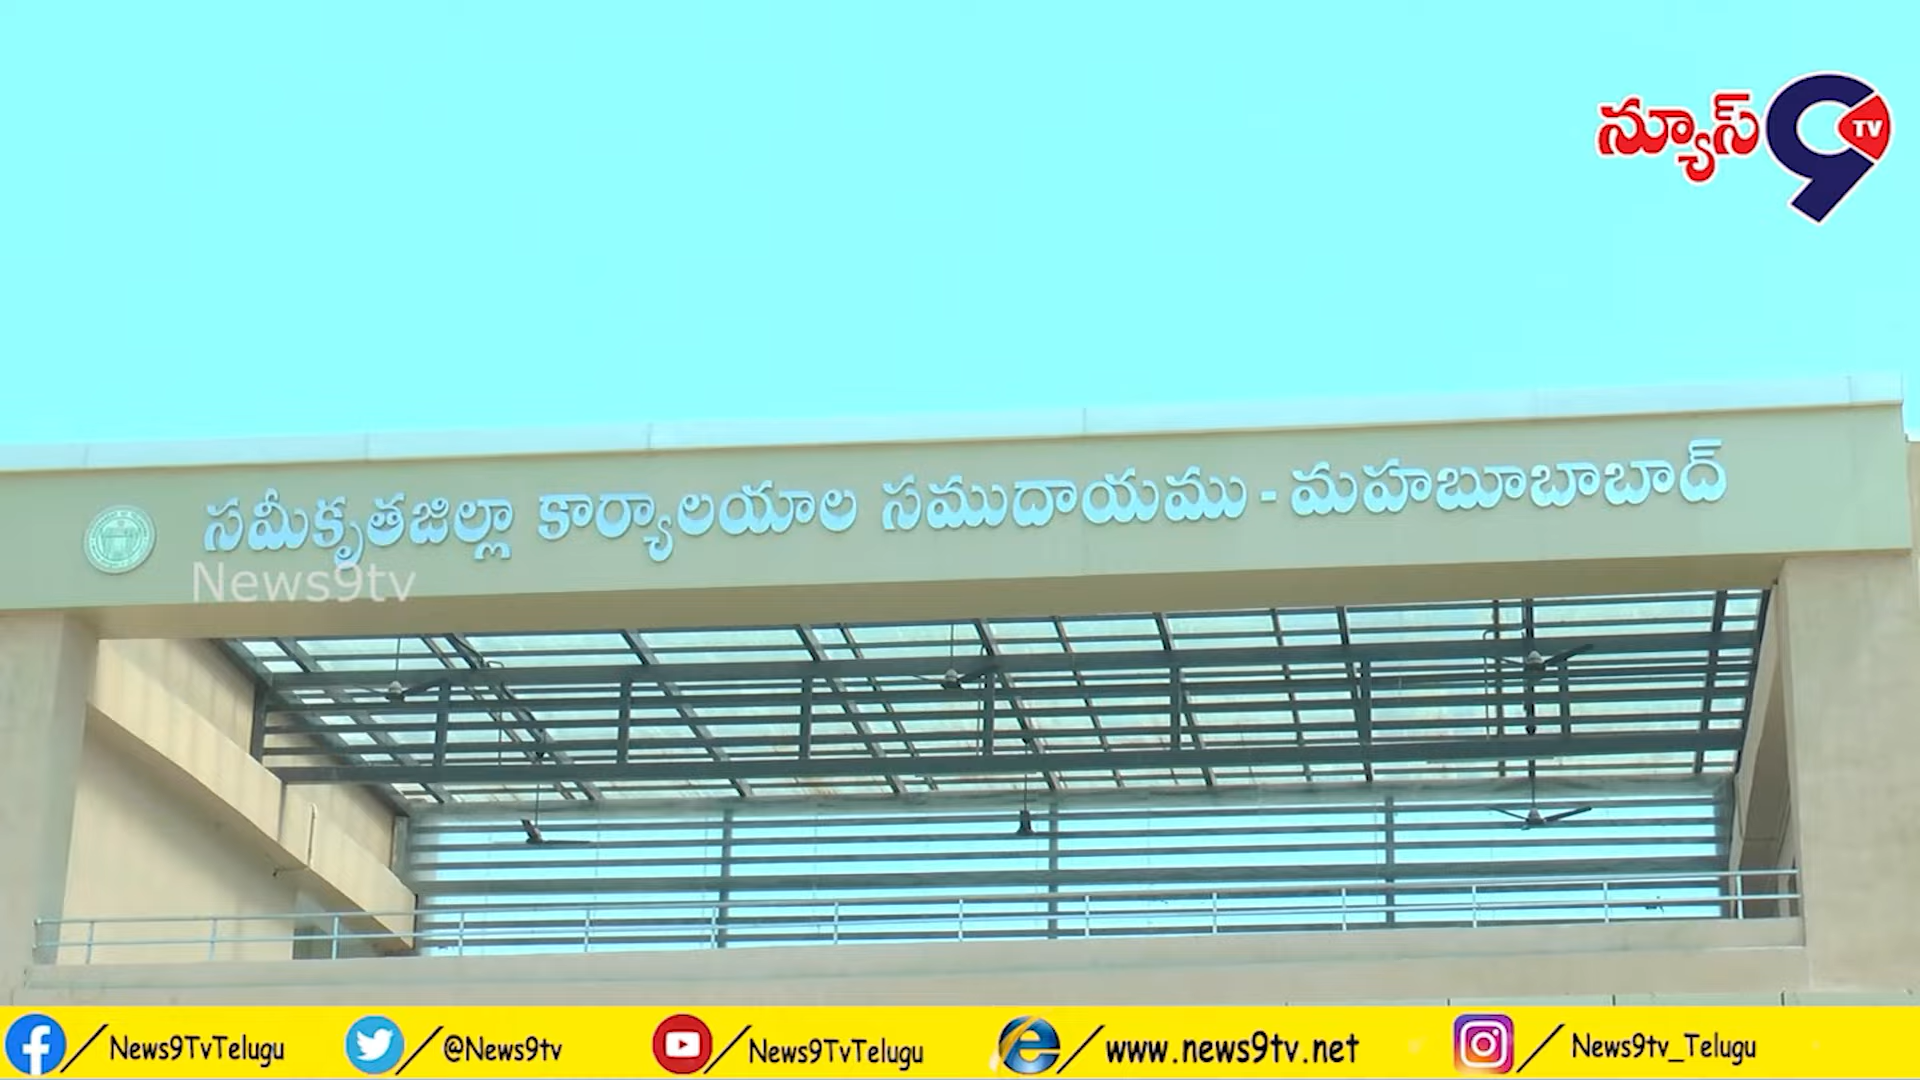 న్యూస్ 9 TV
సమీకృతజిల్లా కార్యాలయాల సముదాయము - మహబూబాబాద్
News9tv
News9TvTelugu @News9tv News9TvTelugu www.news9tv.net News9tv_Telugu